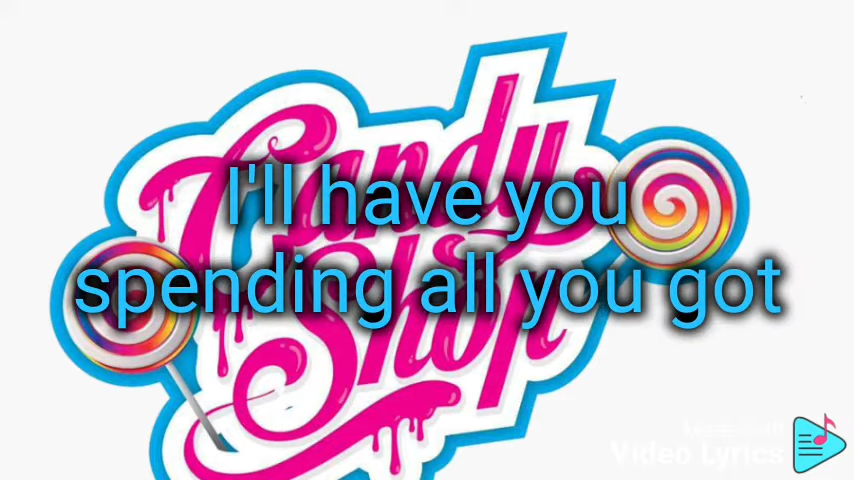 Candy
Shop
I'll have you
spending all you got
Video Lyrics